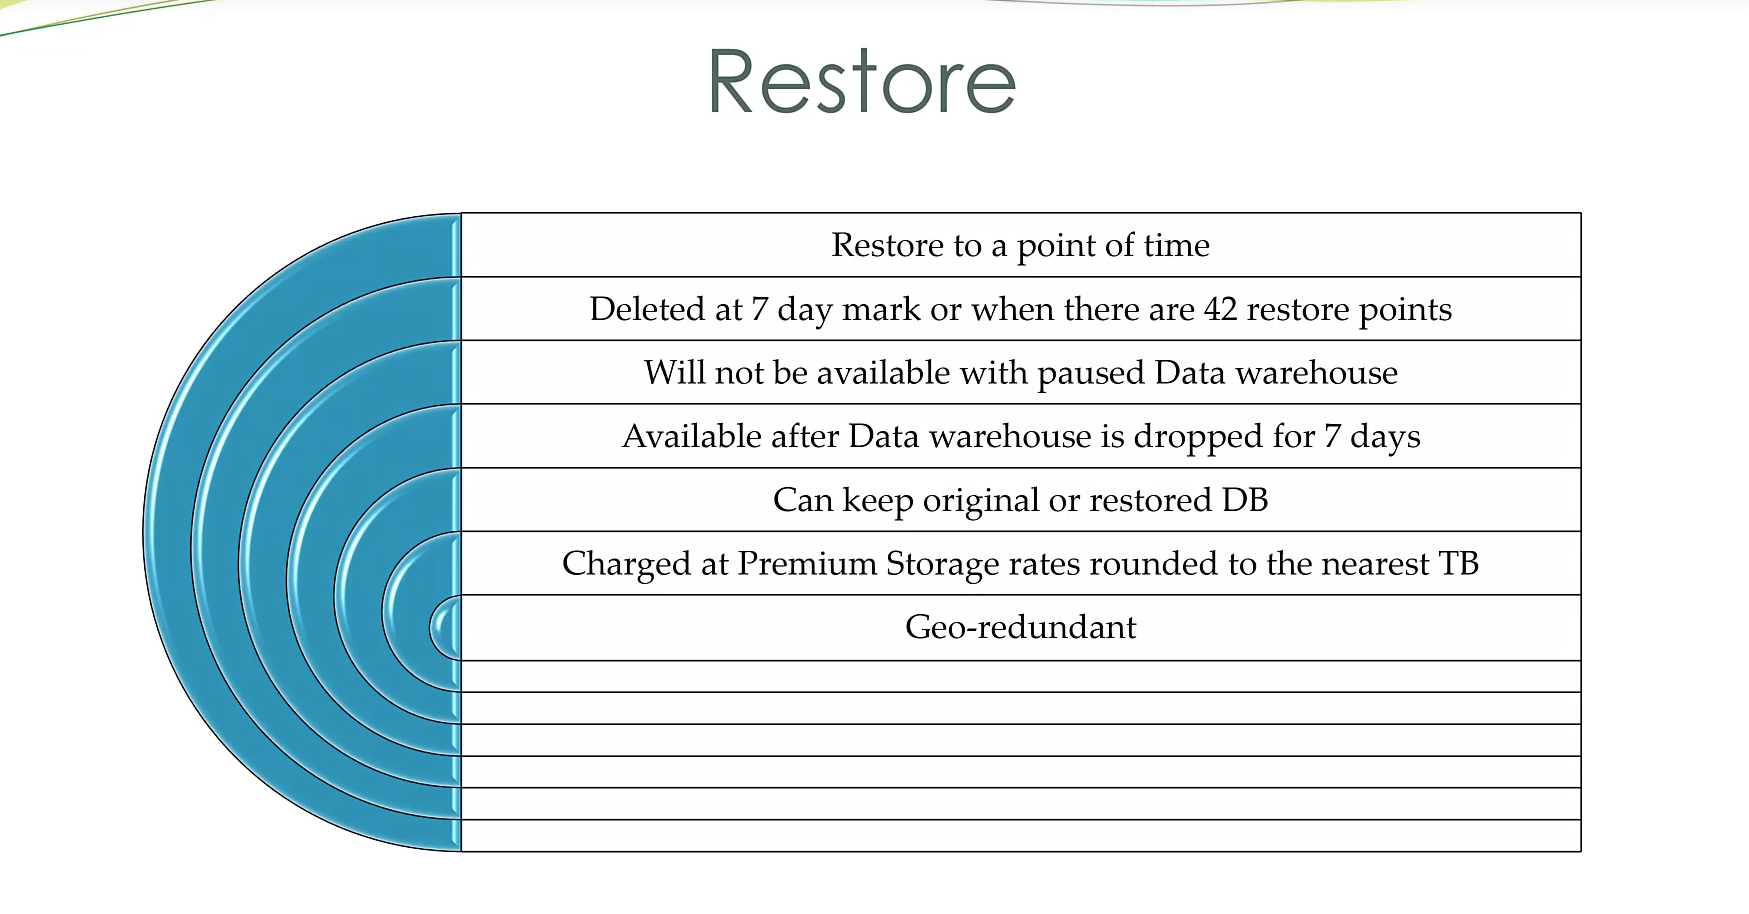 Restore
Restore to a point of time
Deleted at 7 day mark or when there are 42 restore points
Will not be available with paused Data warehouse
Available after Data warehouse is dropped for 7 days
Can keep original or restored DB
Charged at Premium Storage rates rounded to the nearest TB
Geo-redundant